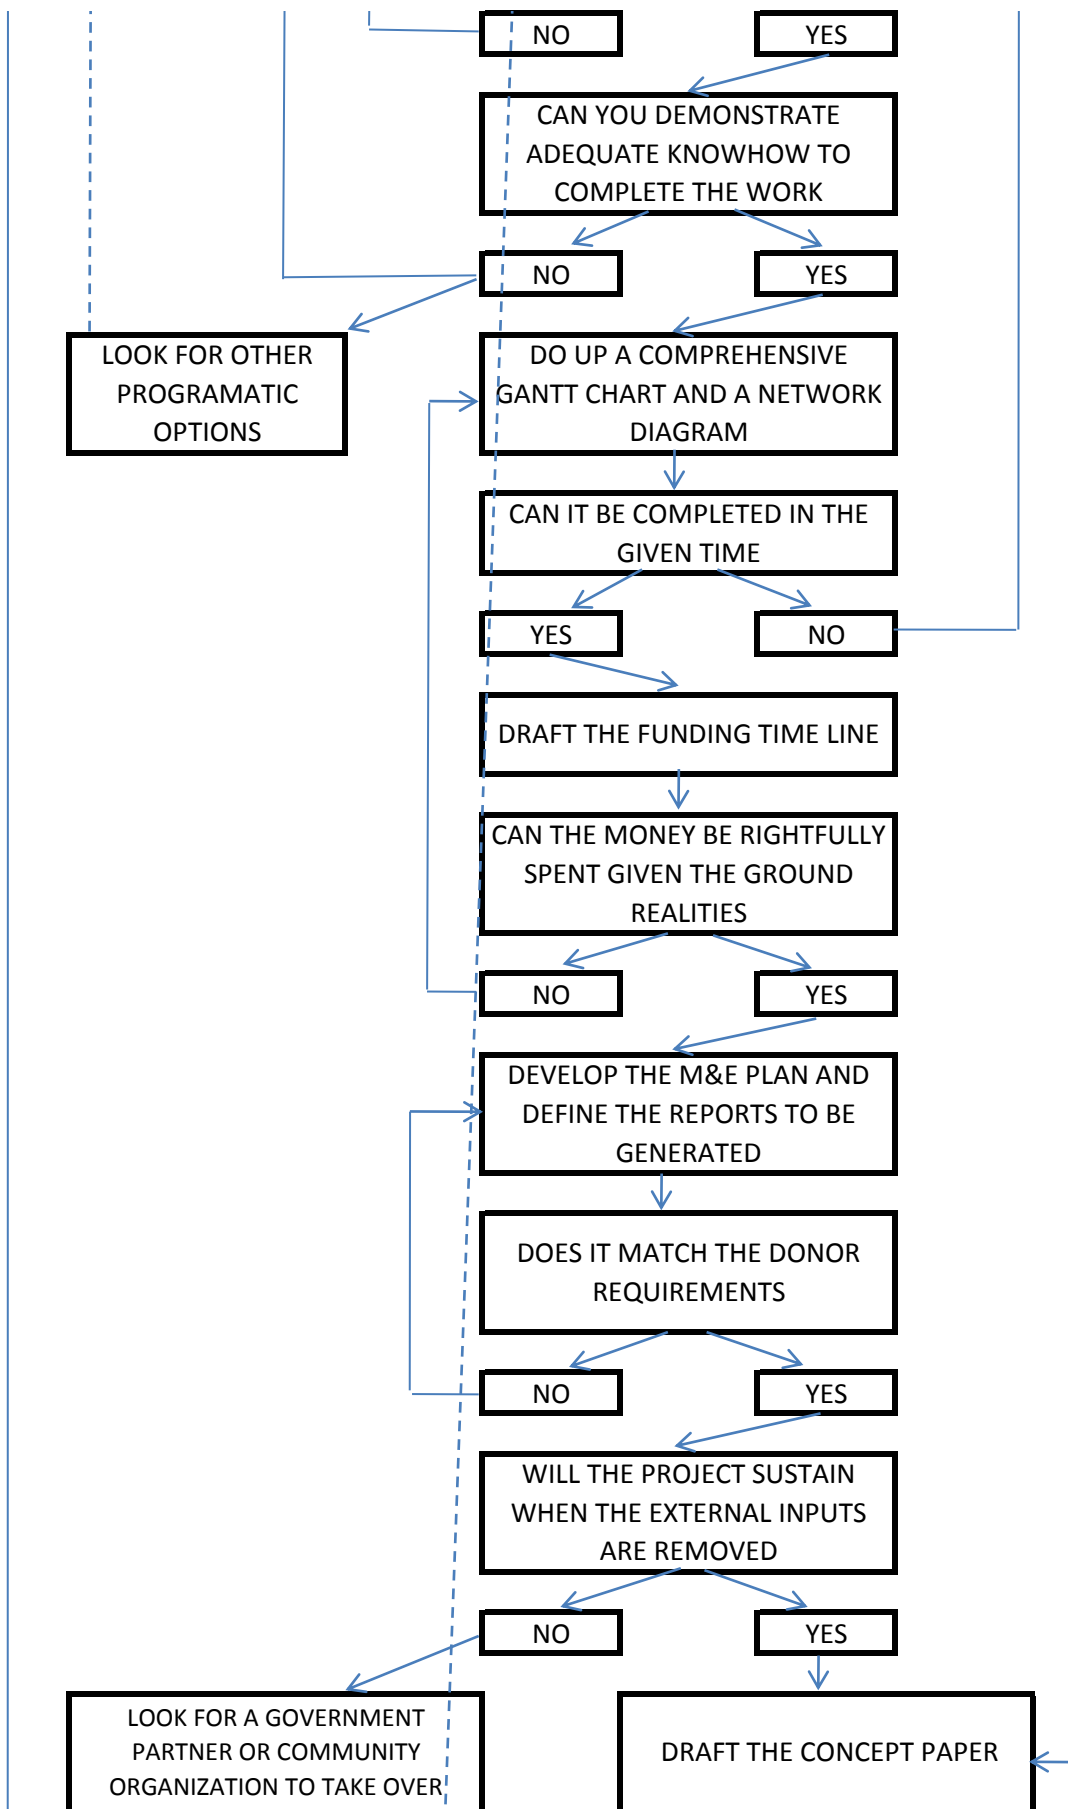 NO
YES
CAN YOU DEMONSTRATE
ADEQUATE KNOWHOW TO
COMPLETE THE WORK
NO
YES
LOOK FOR OTHER
PROGRAMATIC
OPTIONS
DO UP A COMPREHENSIVE
GANTT CHART AND A NETWORK
DIAGRAM
CAN IT BE COMPLETED IN THE
GIVEN TIME
YES
NO
DRAFT THE FUNDING TIME LINE
CAN THE MONEY BE RIGHTFULLY
SPENT GIVEN THE GROUND
REALITIES
NO
YES
DEVELOP THE M&E PLAN AND
DEFINE THE REPORTS TO BE
GENERATED
DOES IT MATCH THE DONOR
REQUIREMENTS
NO
YES
WILL THE PROJECT SUSTAIN
WHEN THE EXTERNAL INPUTS
ARE REMOVED
NO
YES
LOOK FOR A GOVERNMENT
PARTNER OR COMMUNITY
ORGANIZATION TO TAKE OVER
DRAFT THE CONCEPT PAPER